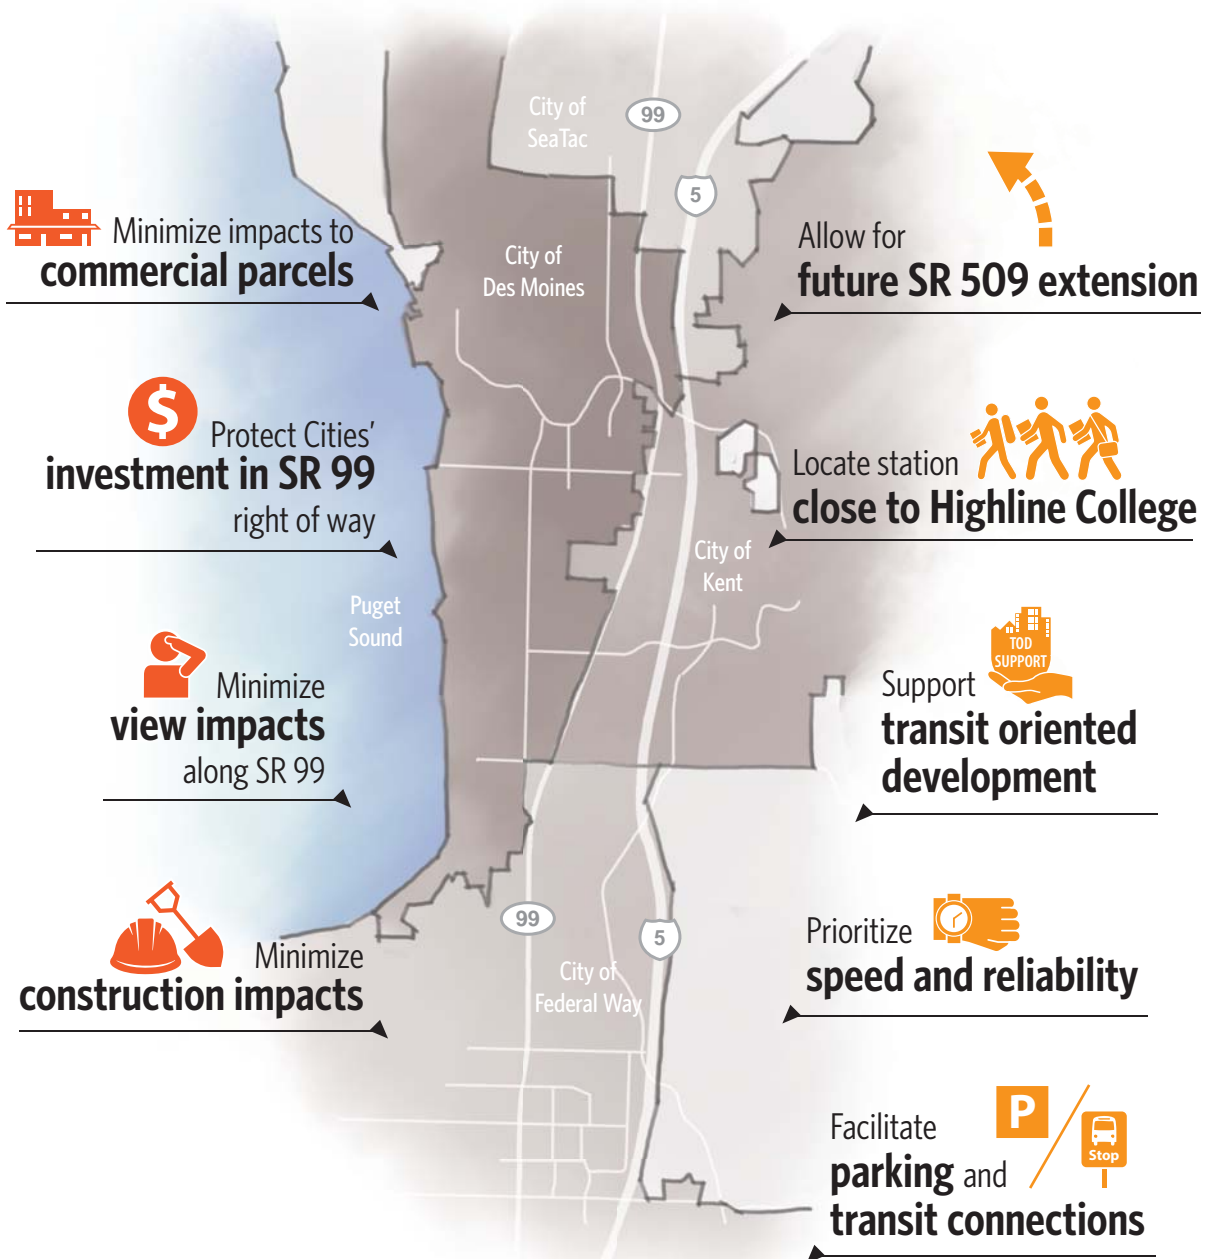 City of
SeaTac
99
5
Minimize impacts to
commercial parcels
City of
Des Moines
Allow for
future SR 509 extension
$
Protect Cities'
investment in SR 99
right of way
Locate station
close to Highline College
City of
Kent
Puget
Sound
Minimize
view impacts
along SR 99
TOD
SUPPORT
Support
transit oriented
development
Minimize
construction impacts
99
5
City of
Federal Way
Prioritize
speed and reliability
P
Stop
Facilitate
parking and
transit connections